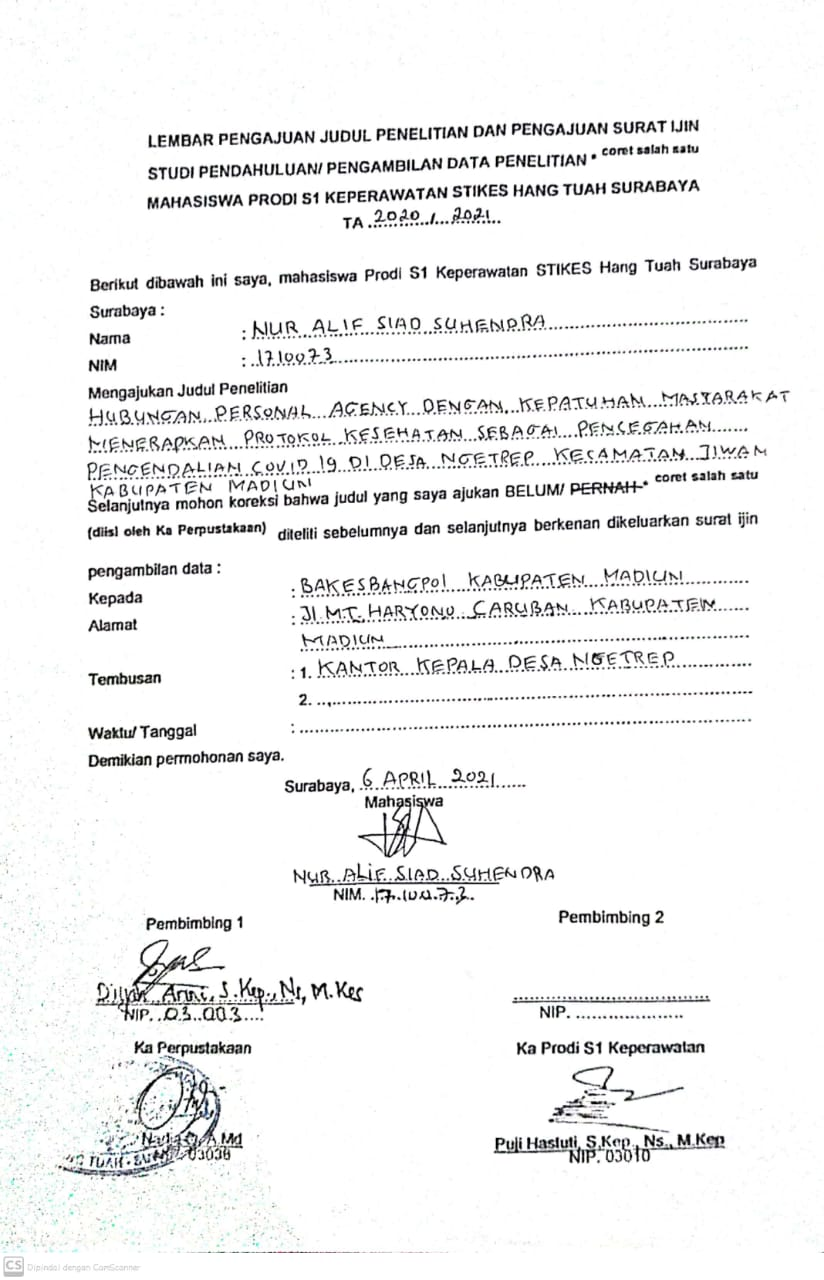 LEMBAR PENGAJUAN JUDUL PENELITIAN DAN PENGAJUAN SURAT IJIN
STUDI PENDAHULUAN/ PENGAMBILAN DATA PENELITIAN * coret salah satu
MAHASISWA PRODI S1 KEPERAWATAN STIKES HANG TUAH SURABAYA
TA 2020 / 2021
Berikut dibawah ini saya, mahasiswa Prodi S1 Keperawatan STIKES Hang Tuah Surabaya
Surabaya :
Nama : NUR ALIF SIAD SUHENDRA
NIM : 1710073
Mengajukan Judul Penelitian
HUBUNGAN PERSONAL AGENCY DENGAN KEPATUHAN MASYARAKAT
MENERAPKAN PROTOKOL KESEHATAN SEBAGAI PENCEGAHAN
PENGENDALIAN COVID 19 DI DESA NGETREP KECAMATAN JIWAN
KABUPATEN MADIUN
Selanjutnya mohon koreksi bahwa judul yang saya ajukan BELUM/ PERNAH * coret salah satu
(diisi oleh Ka Perpustakaan) diteliti sebelumnya dan selanjutnya berkenan dikeluarkan surat ijin
pengambilan data :
Kepada : BAKESBANGPOL KABUPATEN MADIUN
Alamat : Jl. M.T. HARYONO CARUBAN KABUPATEN
MADIUN
Tembusan : 1. KANTOR KEPALA DESA NGETREP
2.
Waktu/ Tanggal :
Demikian permohonan saya.
Surabaya, 6 APRIL 2021
Mahasiswa
NUR ALIF SIAD SUHENDRA
NIM. 1710073
Pembimbing 1 Pembimbing 2
Diyah Arini, S.Kep., Ns, M.Kes
NIP. 03.003 NIP.
Ka Perpustakaan Ka Prodi S1 Keperawatan
A.Md Puji Hastuti, S.Kep., Ns., M.Kep
03038 NIP. 03010
TUAH
CS Dipindai dengan CamScanner